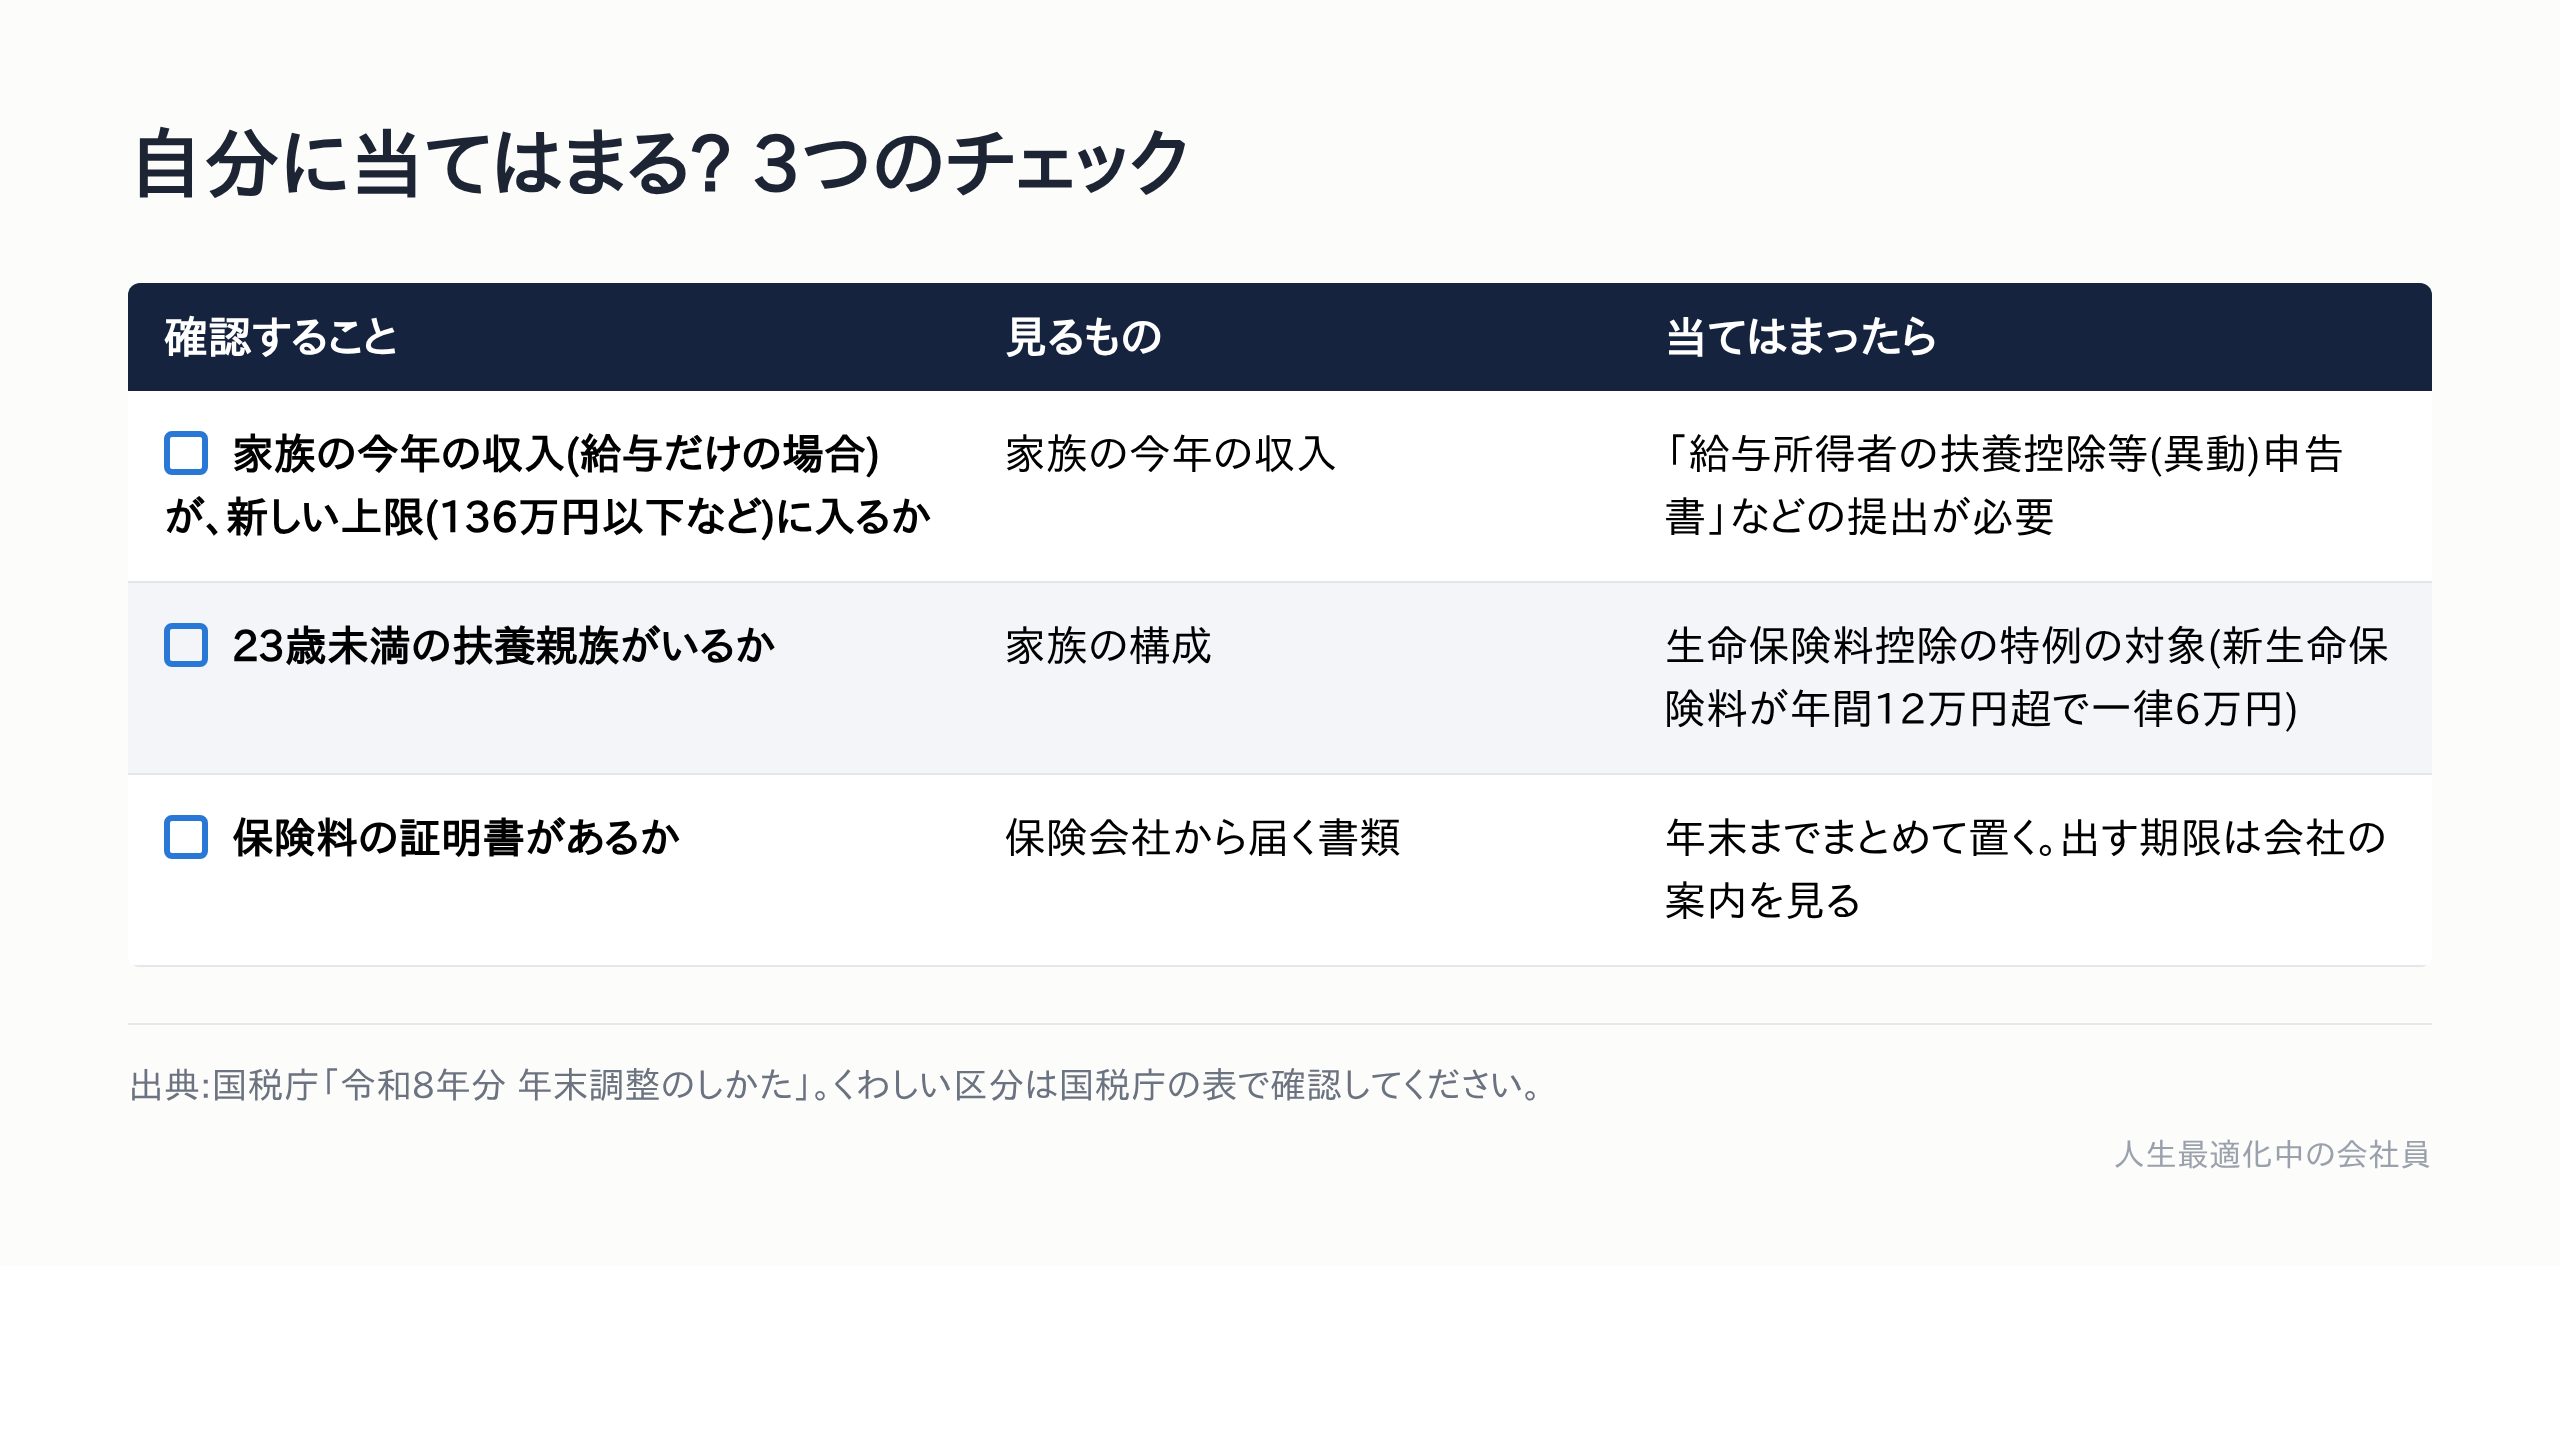 自分に当てはまる? 3つのチェック
確認すること 見るもの 当てはまったら
家族の今年の収入(給与だけの場合)
が、新しい上限(136万円以下など)に入るか
家族の今年の収入
「給与所得者の扶養控除等(異動)申告
書」などの提出が必要
23歳未満の扶養親族がいるか
家族の構成
生命保険料控除の特例の対象(新生命保
険料が年間12万円超で一律6万円)
保険料の証明書があるか
保険会社から届く書類
年末までまとめて置く。出す期限は会社の
案内を見る
出典:国税庁「令和8年分 年末調整のしかた」。くわしい区分は国税庁の表で確認してください。
人生最適化中の会社員